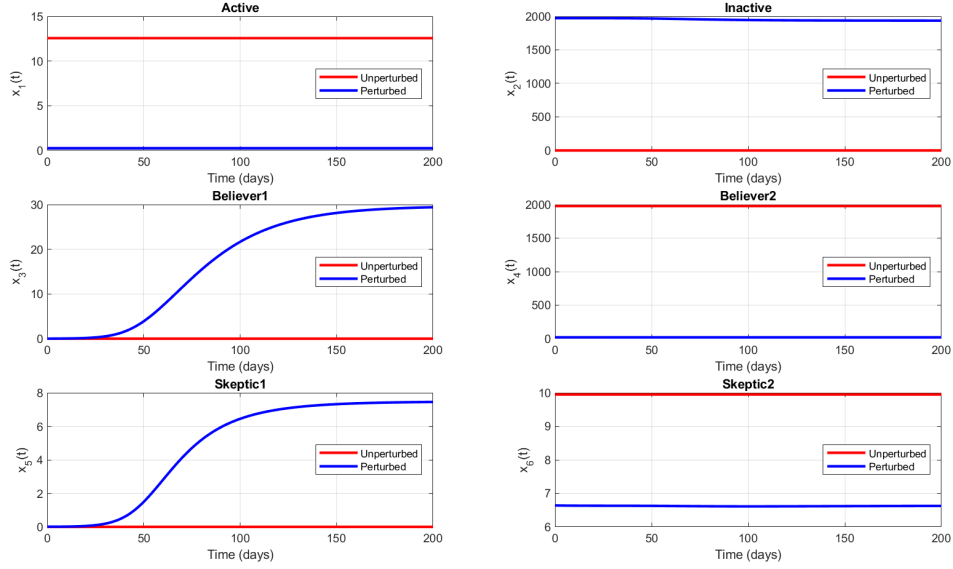 Active
15
10
5
0
x1(t)
Unperturbed
Perturbed
0 50 100 150 200
Time (days)
Inactive
2000
1500
1000
500
0
x2(t)
Unperturbed
Perturbed
0 50 100 150 200
Time (days)
Believer1
30
20
10
0
x3(t)
Unperturbed
Perturbed
0 50 100 150 200
Time (days)
Believer2
2000
1500
1000
500
0
x4(t)
Unperturbed
Perturbed
0 50 100 150 200
Time (days)
Skeptic1
8
6
4
2
0
x5(t)
Unperturbed
Perturbed
0 50 100 150 200
Time (days)
Skeptic2
10
9
8
7
6
x6(t)
Unperturbed
Perturbed
0 50 100 150 200
Time (days)